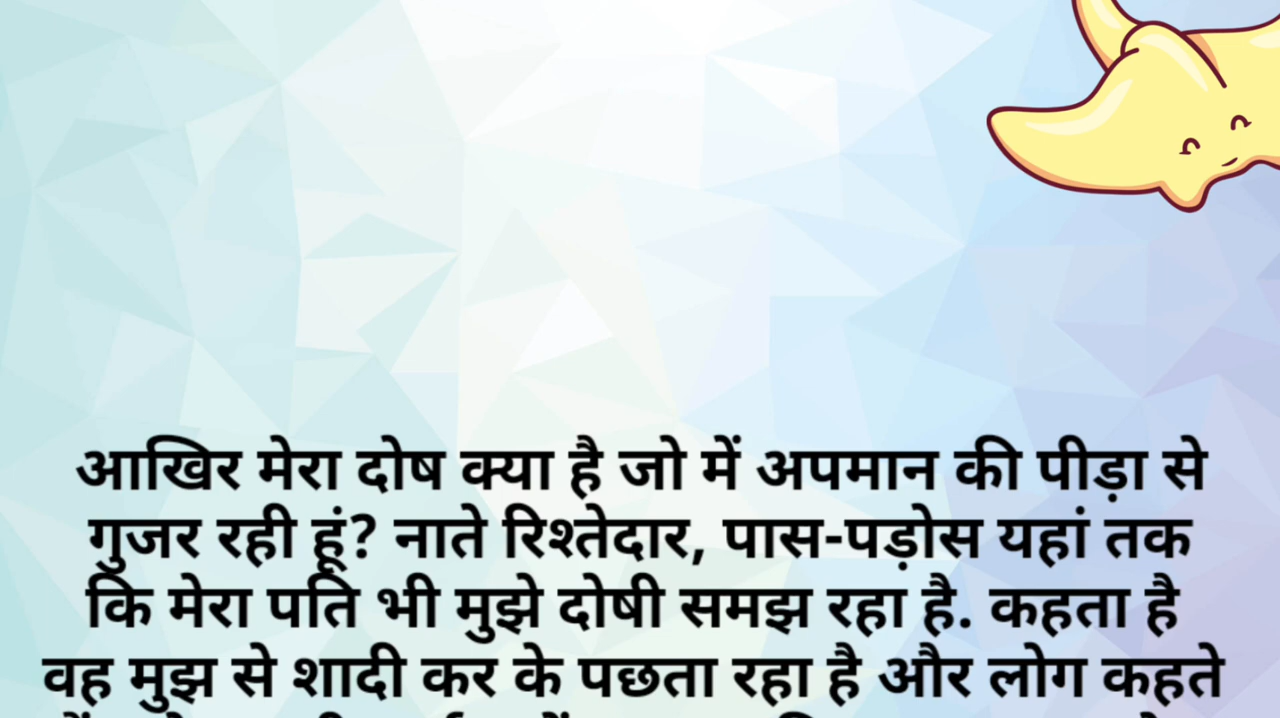 आखिर मेरा दोष क्या है जो में अपमान की पीड़ा से
गुजर रही हूं? नाते रिश्तेदार, पास-पड़ोस यहां तक
कि मेरा पति भी मुझे दोषी समझ रहा है. कहता है
वह मुझ से शादी कर के पछता रहा है और लोग कहते